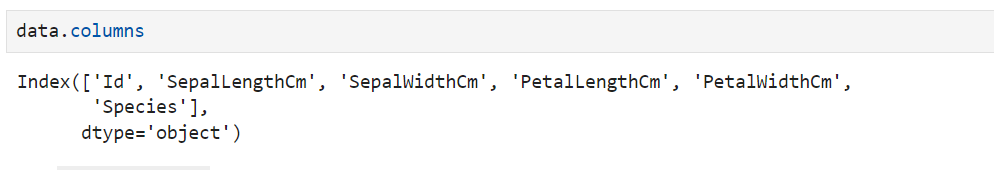 data.columns
Index(['Id', 'SepalLengthCm', 'SepalWidthCm', 'PetalLengthCm', 'PetalWidthCm',
'Species'],
dtype='object')